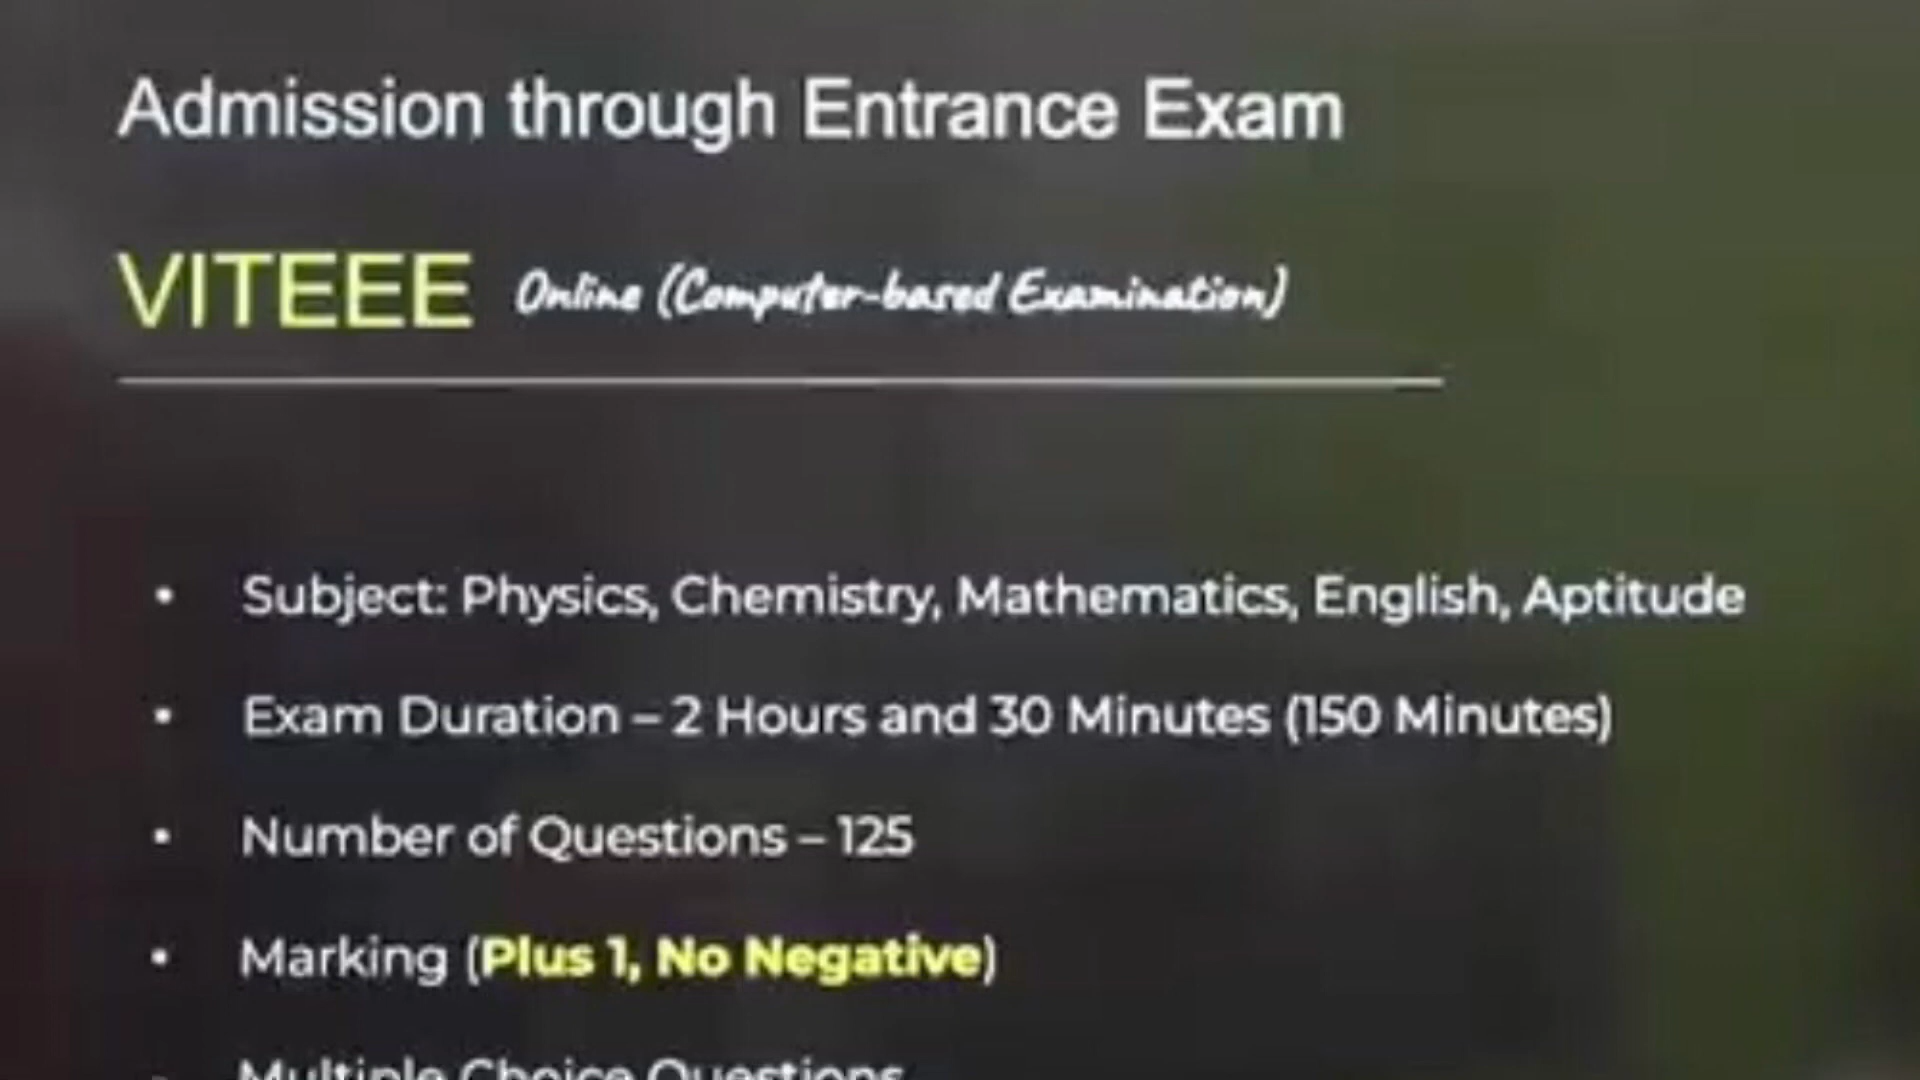 Admission through Entrance Exam
VITEEE Online (Computer-based Examination)
• Subject: Physics, Chemistry, Mathematics, English, Aptitude
• Exam Duration – 2 Hours and 30 Minutes (150 Minutes)
• Number of Questions – 125
• Marking (Plus 1, No Negative)
• Multiple Choice Questions